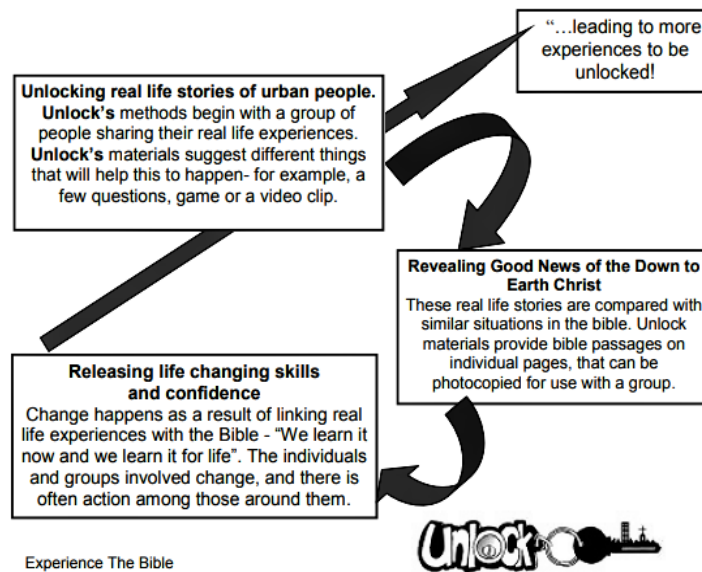 “…leading to more
experiences to be
unlocked!
Unlocking real life stories of urban people.
Unlock’s methods begin with a group of
people sharing their real life experiences.
Unlock’s materials suggest different things
that will help this to happen- for example, a
few questions, game or a video clip.
Revealing Good News of the Down to
Earth Christ
These real life stories are compared with
similar situations in the bible. Unlock
materials provide bible passages on
individual pages, that can be
photocopied for use with a group.
Releasing life changing skills
and confidence
Change happens as a result of linking real
life experiences with the Bible - “We learn it
now and we learn it for life”. The individuals
and groups involved change, and there is
often action among those around them.
Unlock
Experience The Bible